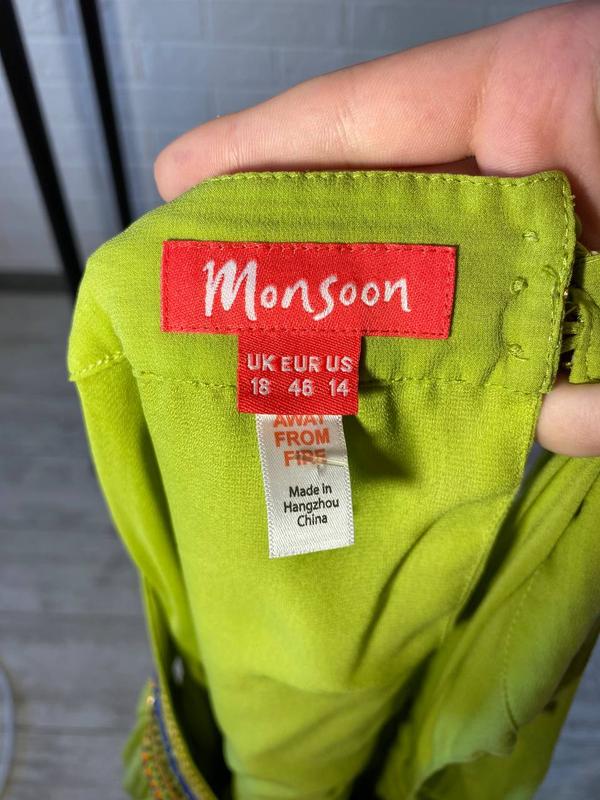 Monsoon
UK EUR US
18 46 14
AWAY
FROM
FIRE
Made in
Hangzhou
China